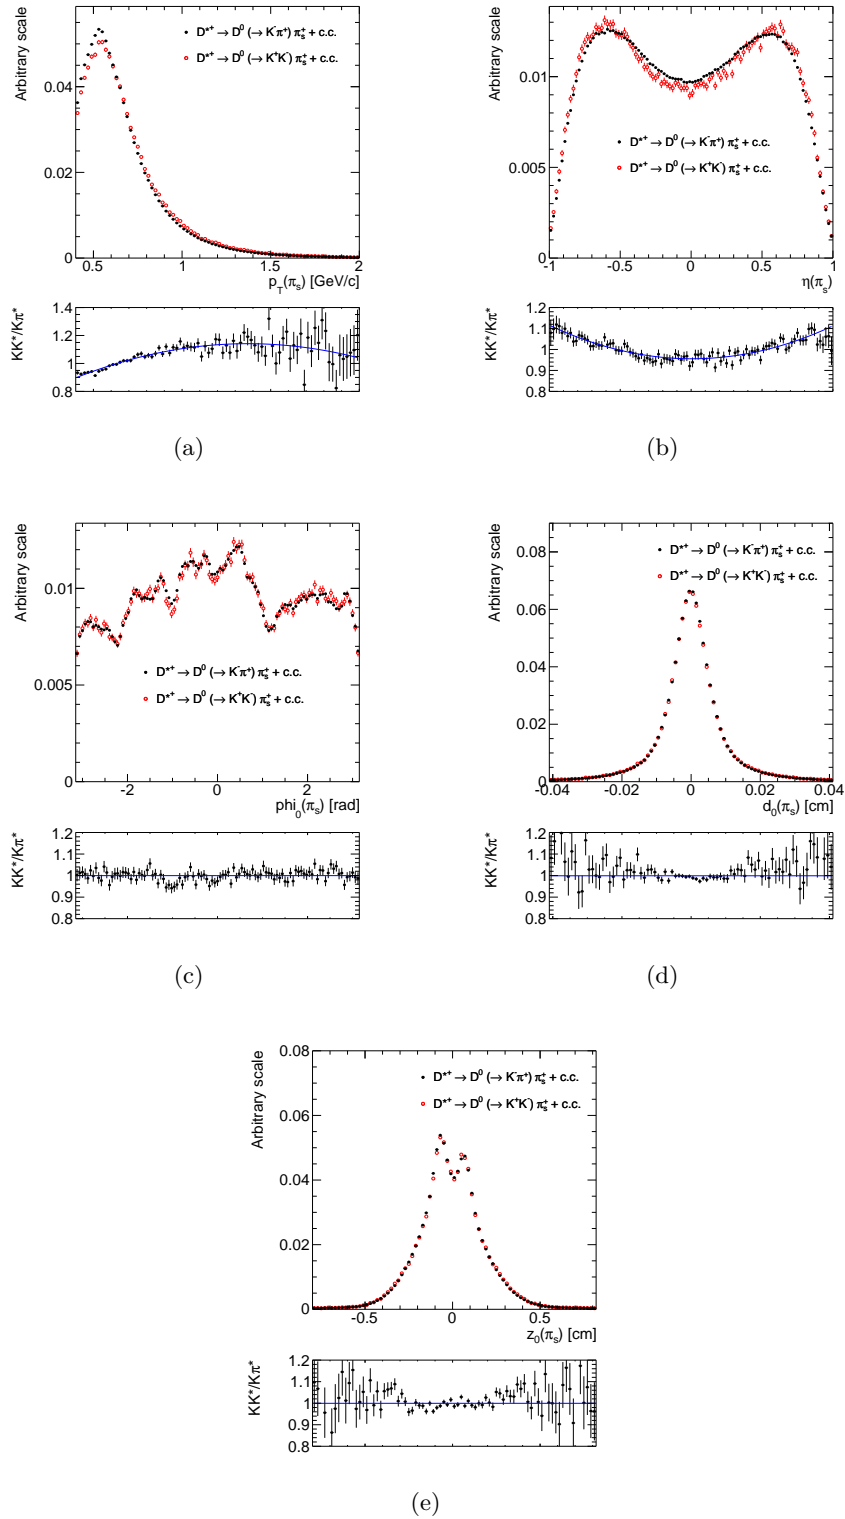 Arbitrary scale
D*+ → D0 (→ K-π+) πs+ + c.c.
D*+ → D0 (→ K+K-) πs+ + c.c.
0.04
0.02
0
0.5 1 1.5 2
pT(πs) [GeV/c]
KK*/Kπ*
1.4
1.2
1.0
0.8
(a)
Arbitrary scale
0.010
0.005
0.000
D*+ → D0 (→ K-π+) πs+ + c.c.
D*+ → D0 (→ K+K-) πs+ + c.c.
-1 -0.5 0 0.5 1
η(πs)
KK*/Kπ*
1.2
1.1
1.0
0.9
0.8
(b)
Arbitrary scale
0.01
0.005
0
D*+ → D0 (→ K-π+) πs+ + c.c.
D*+ → D0 (→ K+K-) πs+ + c.c.
-2 0 2
phi0(πs) [rad]
KK*/Kπ*
1.2
1.1
1
0.9
0.8
(c)
Arbitrary scale
D*+ → D0 (→ K-π+) πs+ + c.c.
D*+ → D0 (→ K+K-) πs+ + c.c.
0.08
0.06
0.04
0.02
0
-0.04 -0.02 0 0.02 0.04
d0(πs) [cm]
KK*/Kπ*
1.2
1.1
1
0.9
0.8
(d)
Arbitrary scale
0.08
D*+ → D0 (→ K-π+) πs+ + c.c.
D*+ → D0 (→ K+K-) πs+ + c.c.
0.06
0.04
0.02
0
-0.5 0 0.5
z0(πs) [cm]
KK*/Kπ*
1.2
1.1
1
0.9
0.8
(e)